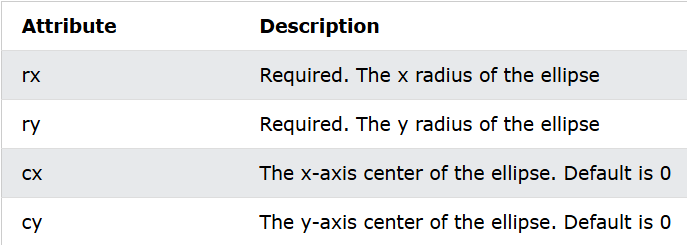 Attribute Description
rx Required. The x radius of the ellipse
ry Required. The y radius of the ellipse
cx The x-axis center of the ellipse. Default is 0
cy The y-axis center of the ellipse. Default is 0